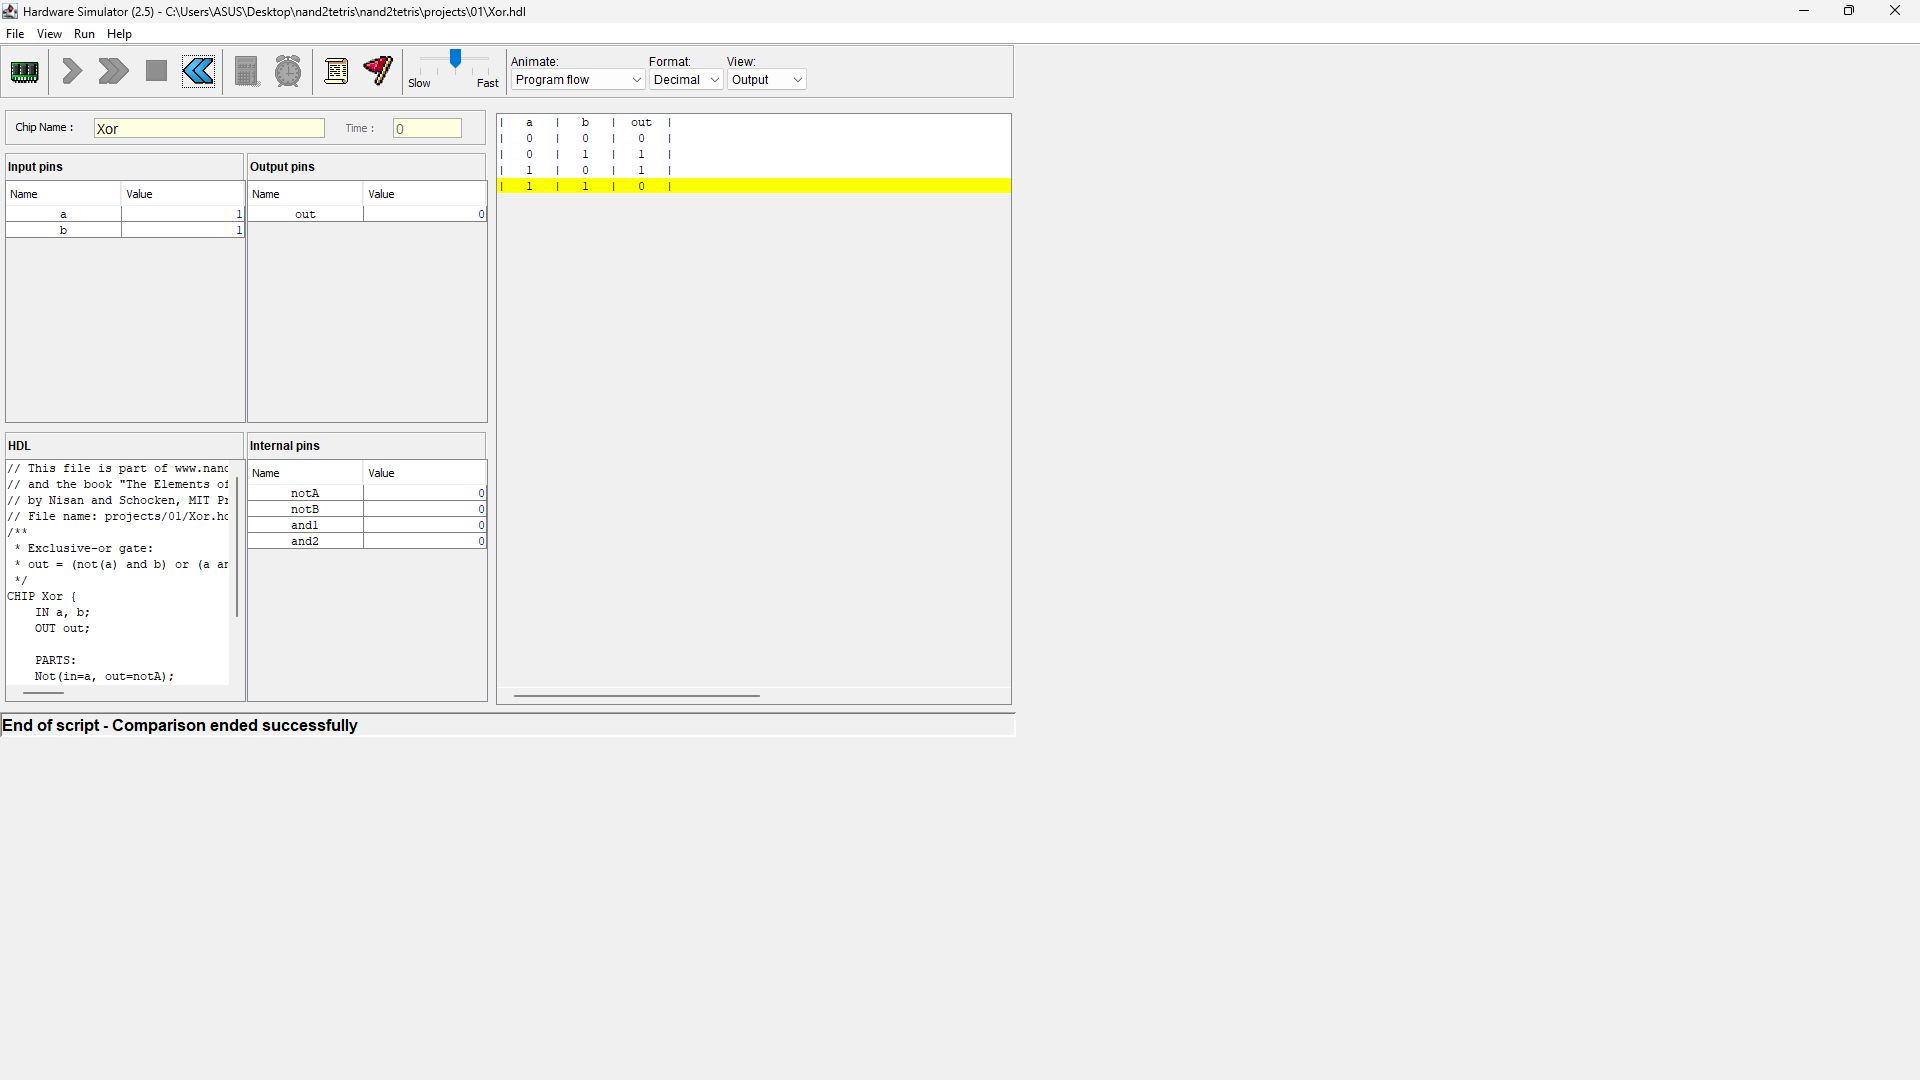 Hardware Simulator (2.5) - C:\Users\ASUS\Desktop\nand2tetris\nand2tetris\projects\01\Xor.hdl
File View Run Help
Slow Fast
Animate: Format: View:
Program flow Decimal Output
Chip Name : Xor Time : 0
Input pins
Name Value
a 1
b 1
Output pins
Name Value
out 0
HDL
// This file is part of www.nand
// and the book "The Elements of
// by Nisan and Schocken, MIT Pr
// File name: projects/01/Xor.hd
/**
* Exclusive-or gate:
* out = (not(a) and b) or (a an
*/
CHIP Xor {
IN a, b;
OUT out;
PARTS:
Not(in=a, out=notA);
Internal pins
Name Value
notA 0
notB 0
and1 0
and2 0
| a | b | out |
| 0 | 0 | 0 |
| 0 | 1 | 1 |
| 1 | 0 | 1 |
| 1 | 1 | 0 |
End of script - Comparison ended successfully